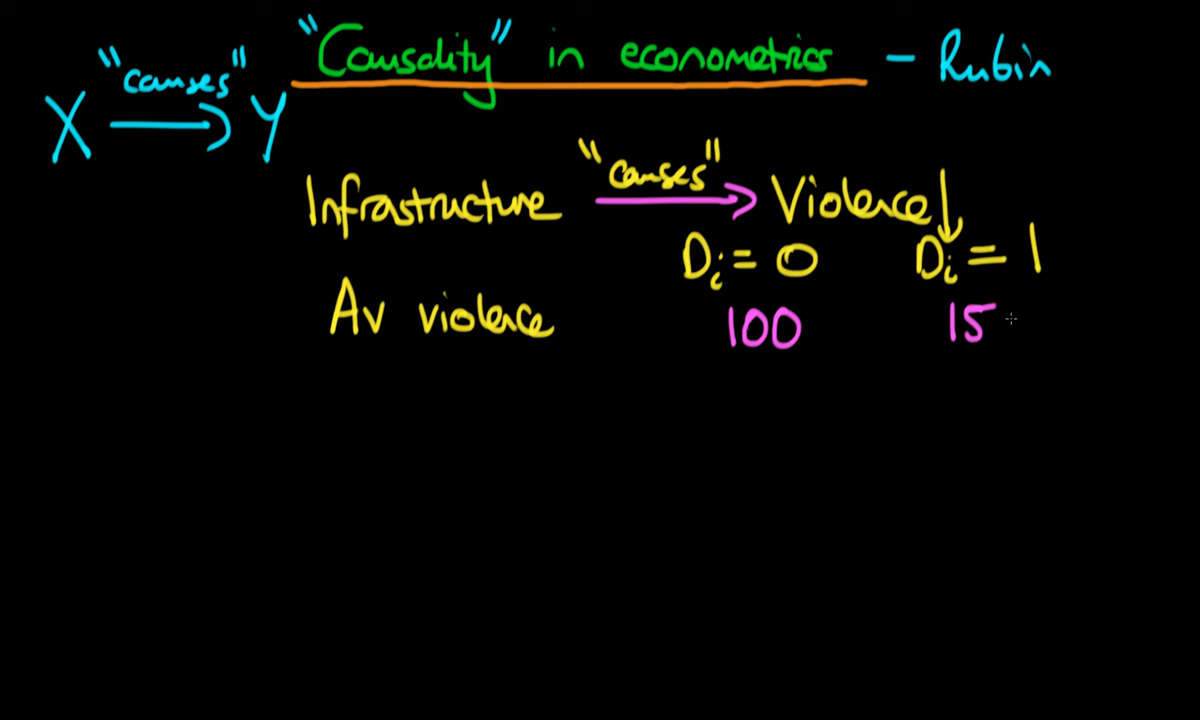 "Causality" in econometrics - Rubin
X "causes" → Y
Infrastructure "causes" → Violence ↓
Di = 0 Di = 1
Av violence 100 15